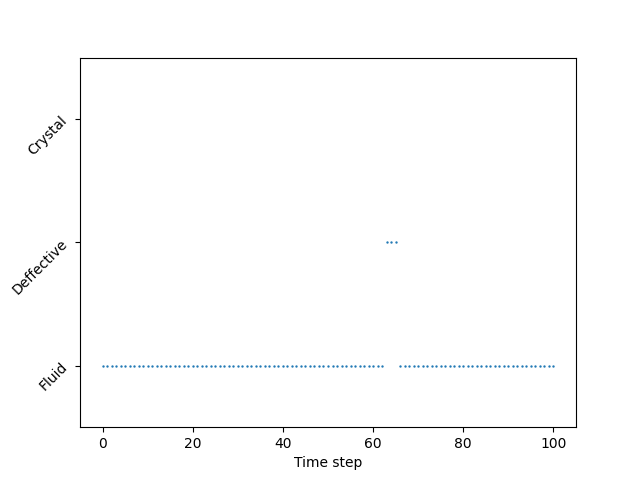 Crystal
Deffective
Fluid
0 20 40 60 80 100
Time step